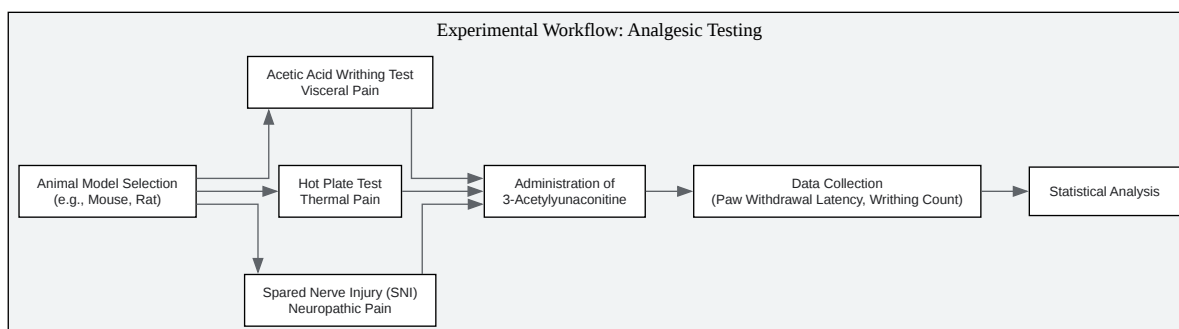 Experimental Workflow: Analgesic Testing
Acetic Acid Writhing Test
Visceral Pain
Animal Model Selection
(e.g., Mouse, Rat)
Hot Plate Test
Thermal Pain
Administration of
3-Acetylyunaconitine
Data Collection
(Paw Withdrawal Latency, Writhing Count)
Statistical Analysis
Spared Nerve Injury (SNI)
Neuropathic Pain